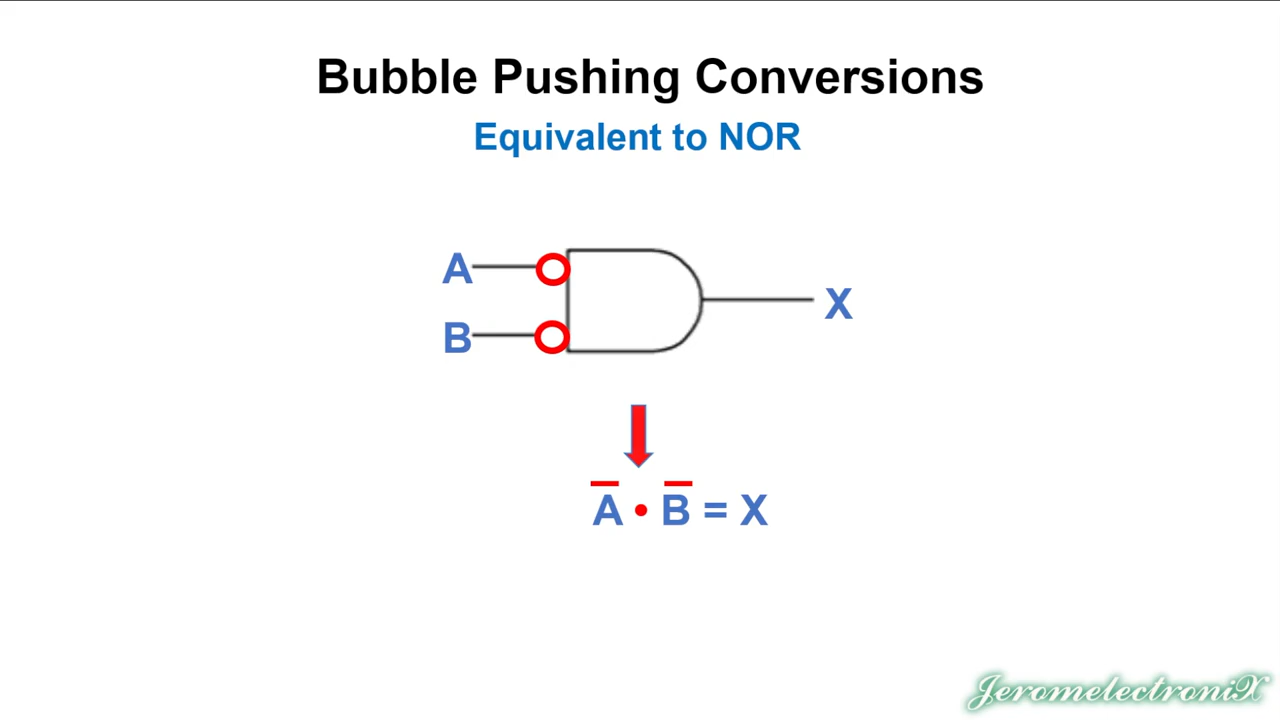 Bubble Pushing Conversions
Equivalent to NOR
A
B
X
A̅ • B̅ = X
JeromelectroniX